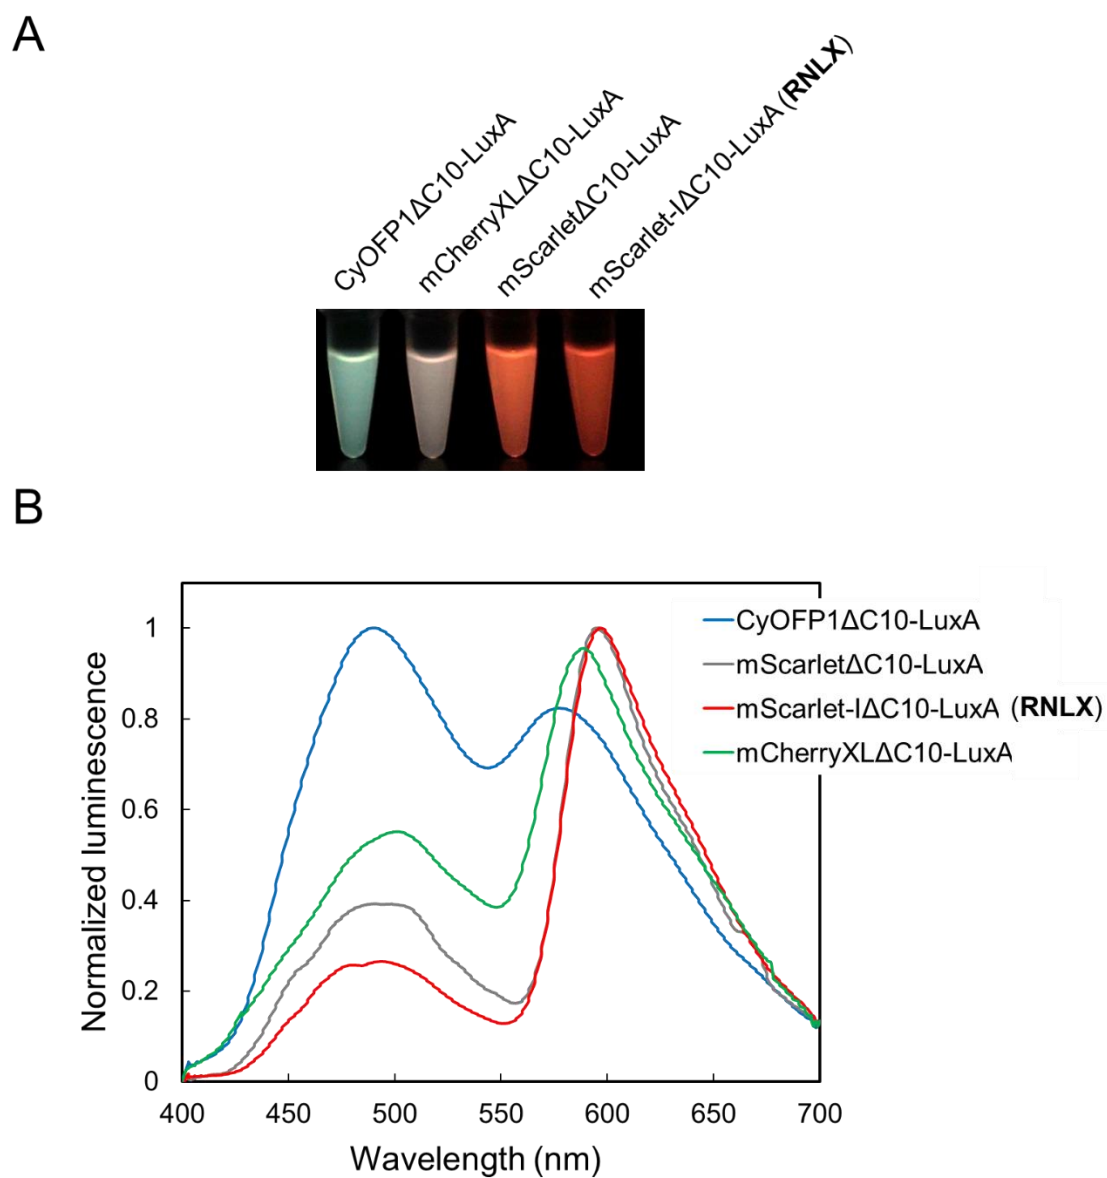 A
CyOFP1ΔC10-LuxA
mCherryXLΔC10-LuxA
mScarletΔC10-LuxA
mScarlet-IΔC10-LuxA (RNLX)
B
Normalized luminescence
1
0.8
0.6
0.4
0.2
0
400 450 500 550 600 650 700
Wavelength (nm)
CyOFP1ΔC10-LuxA
mScarletΔC10-LuxA
mScarlet-IΔC10-LuxA (RNLX)
mCherryXLΔC10-LuxA